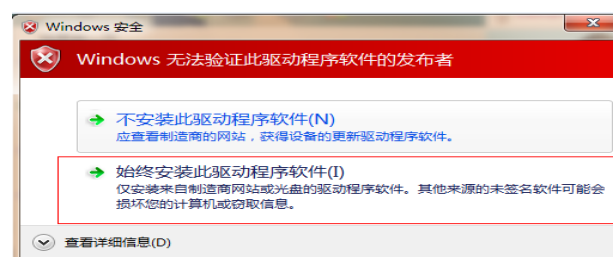 Windows 安全
Windows 无法验证此驱动程序软件的发布者
不安装此驱动程序软件(N)
应查看制造商的网站，获得设备的更新驱动程序软件。
始终安装此驱动程序软件(I)
仅安装来自制造商网站或光盘的驱动程序软件。其他来源的未签名软件可能会
损坏您的计算机或窃取信息。
查看详细信息(D)